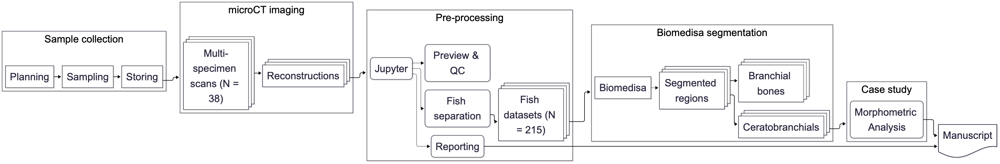 Sample collection
Planning
Sampling
Storing
microCT imaging
Multi-
specimen
scans (N =
38)
Reconstructions
Pre-processing
Jupyter
Preview &
QC
Fish
separation
Reporting
Fish
datasets (N
= 215)
Biomedisa segmentation
Biomedisa
Segmented
regions
Branchial
bones
Ceratobranchials
Case study
Morphometric
Analysis
Manuscript